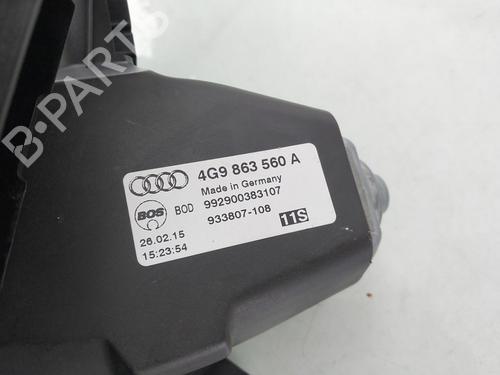 B-PARTS
4G9 863 560 A
Made in Germany
BOS BOD 992900383107
933807-108
11S
26.02.15
15:23:54